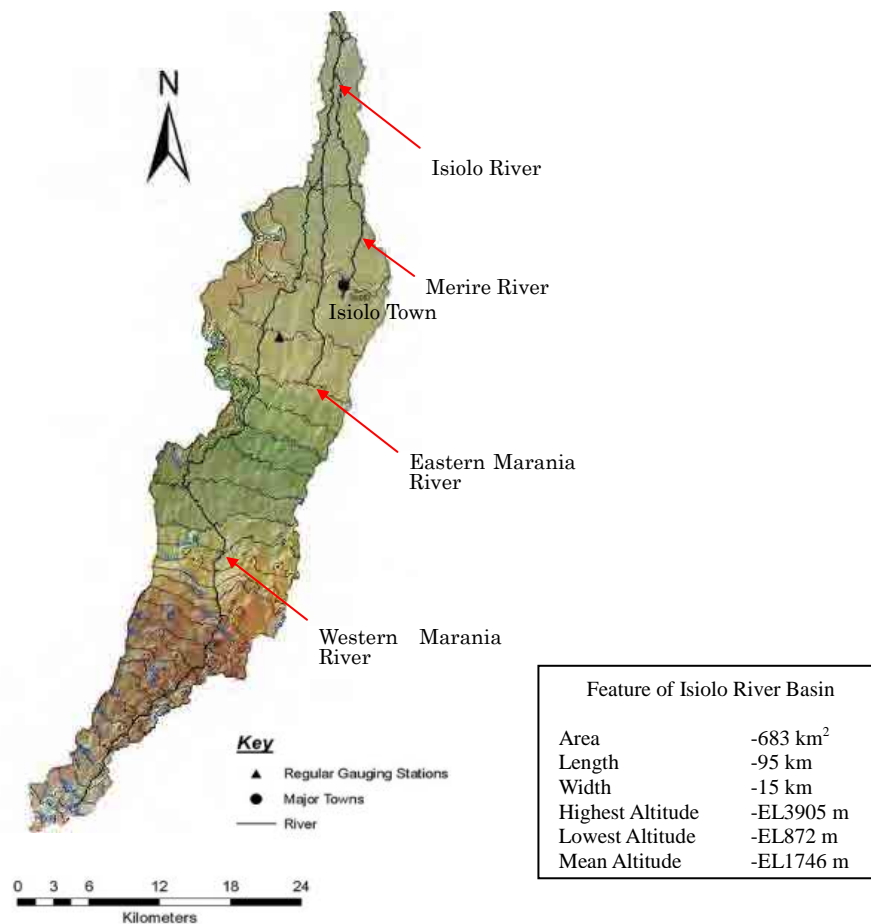 N
Isiolo River
Merire River
Isiolo Town
Eastern Marania
River
Western Marania
River
Key
Regular Gauging Stations
Major Towns
River
0 3 6 12 18 24
Kilometers
Feature of Isiolo River Basin
Area -683 km²
Length -95 km
Width -15 km
Highest Altitude -EL3905 m
Lowest Altitude -EL872 m
Mean Altitude -EL1746 m